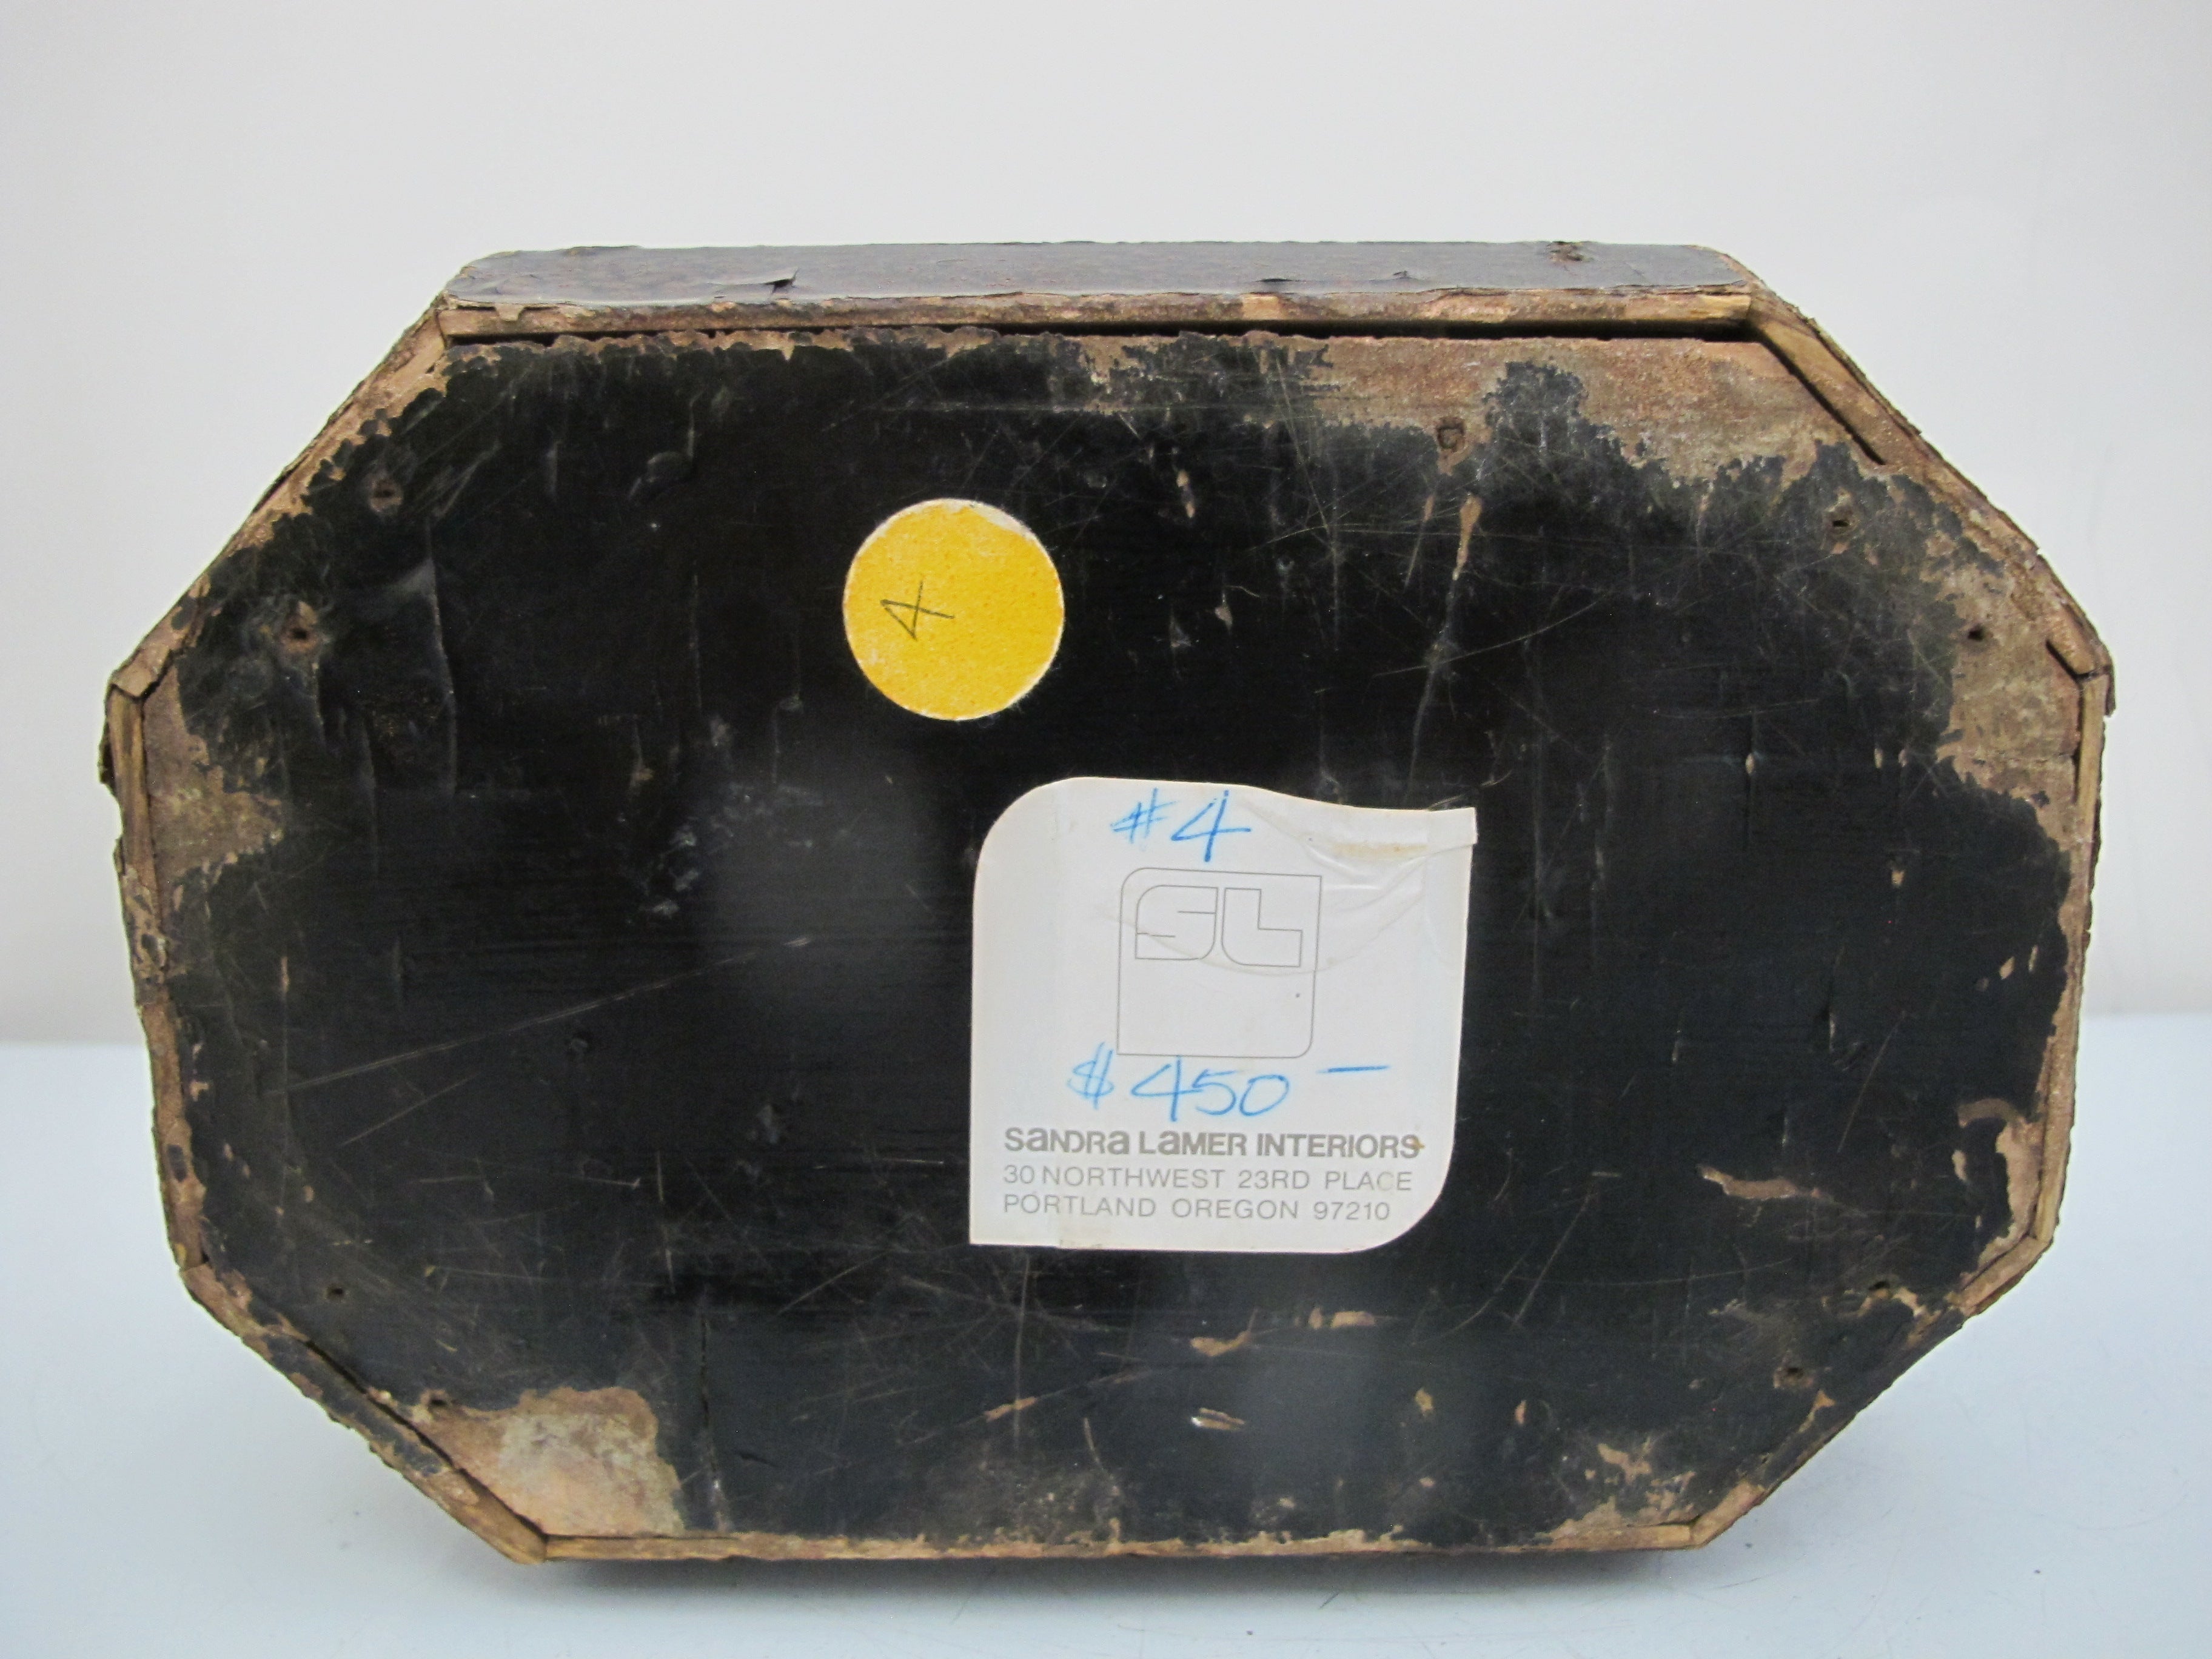 4
#4
SL
$450 —
SANDRA LAMER INTERIORS
30 NORTHWEST 23RD PLACE
PORTLAND OREGON 97210